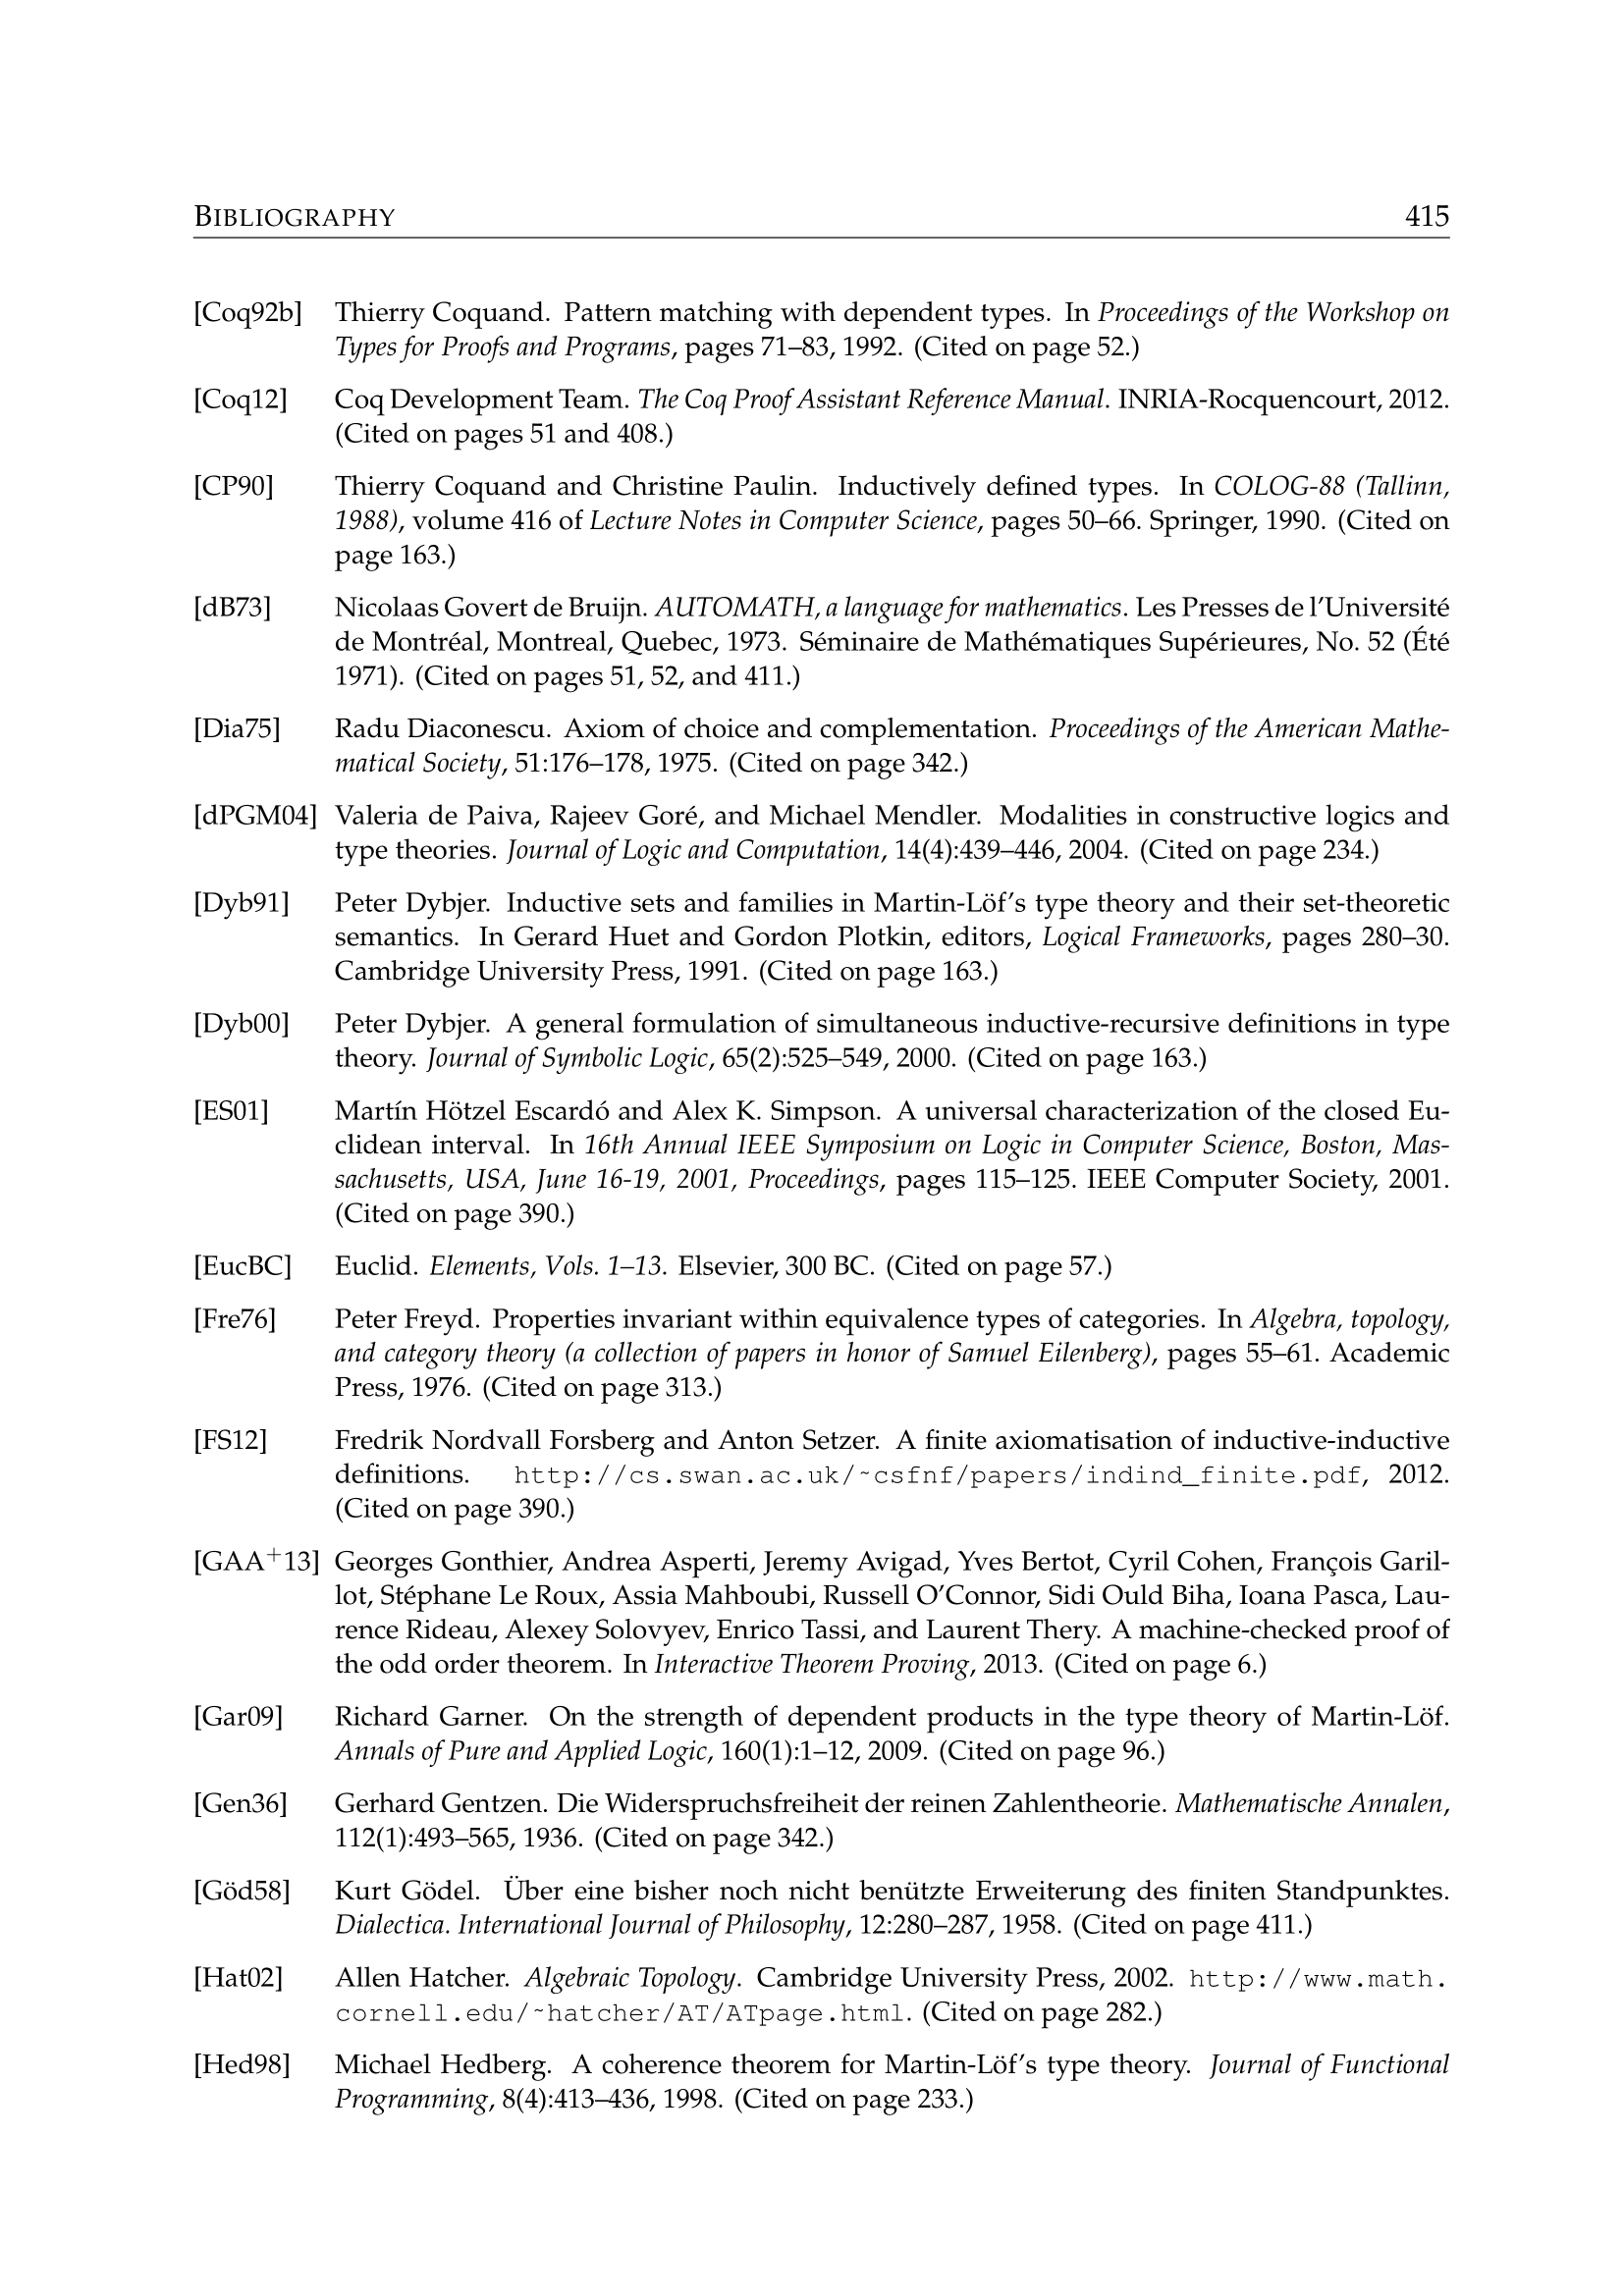 BIBLIOGRAPHY 415
[Coq92b] Thierry Coquand. Pattern matching with dependent types. In Proceedings of the Workshop on
Types for Proofs and Programs, pages 71–83, 1992. (Cited on page 52.)
[Coq12] Coq Development Team. The Coq Proof Assistant Reference Manual. INRIA-Rocquencourt, 2012.
(Cited on pages 51 and 408.)
[CP90] Thierry Coquand and Christine Paulin. Inductively defined types. In COLOG-88 (Tallinn,
1988), volume 416 of Lecture Notes in Computer Science, pages 50–66. Springer, 1990. (Cited on
page 163.)
[dB73] Nicolaas Govert de Bruijn. AUTOMATH, a language for mathematics. Les Presses de l'Université
de Montréal, Montreal, Quebec, 1973. Séminaire de Mathématiques Supérieures, No. 52 (Été
1971). (Cited on pages 51, 52, and 411.)
[Dia75] Radu Diaconescu. Axiom of choice and complementation. Proceedings of the American Mathe-
matical Society, 51:176–178, 1975. (Cited on page 342.)
[dPGM04] Valeria de Paiva, Rajeev Goré, and Michael Mendler. Modalities in constructive logics and
type theories. Journal of Logic and Computation, 14(4):439–446, 2004. (Cited on page 234.)
[Dyb91] Peter Dybjer. Inductive sets and families in Martin-Löf's type theory and their set-theoretic
semantics. In Gerard Huet and Gordon Plotkin, editors, Logical Frameworks, pages 280–30.
Cambridge University Press, 1991. (Cited on page 163.)
[Dyb00] Peter Dybjer. A general formulation of simultaneous inductive-recursive definitions in type
theory. Journal of Symbolic Logic, 65(2):525–549, 2000. (Cited on page 163.)
[ES01] Martín Hötzel Escardó and Alex K. Simpson. A universal characterization of the closed Eu-
clidean interval. In 16th Annual IEEE Symposium on Logic in Computer Science, Boston, Mas-
sachusetts, USA, June 16-19, 2001, Proceedings, pages 115–125. IEEE Computer Society, 2001.
(Cited on page 390.)
[EucBC] Euclid. Elements, Vols. 1–13. Elsevier, 300 BC. (Cited on page 57.)
[Fre76] Peter Freyd. Properties invariant within equivalence types of categories. In Algebra, topology,
and category theory (a collection of papers in honor of Samuel Eilenberg), pages 55–61. Academic
Press, 1976. (Cited on page 313.)
[FS12] Fredrik Nordvall Forsberg and Anton Setzer. A finite axiomatisation of inductive-inductive
definitions. http://cs.swan.ac.uk/~csfnf/papers/indind_finite.pdf, 2012.
(Cited on page 390.)
[GAA+13] Georges Gonthier, Andrea Asperti, Jeremy Avigad, Yves Bertot, Cyril Cohen, François Garil-
lot, Stéphane Le Roux, Assia Mahboubi, Russell O'Connor, Sidi Ould Biha, Ioana Pasca, Lau-
rence Rideau, Alexey Solovyev, Enrico Tassi, and Laurent Thery. A machine-checked proof of
the odd order theorem. In Interactive Theorem Proving, 2013. (Cited on page 6.)
[Gar09] Richard Garner. On the strength of dependent products in the type theory of Martin-Löf.
Annals of Pure and Applied Logic, 160(1):1–12, 2009. (Cited on page 96.)
[Gen36] Gerhard Gentzen. Die Widerspruchsfreiheit der reinen Zahlentheorie. Mathematische Annalen,
112(1):493–565, 1936. (Cited on page 342.)
[Göd58] Kurt Gödel. Über eine bisher noch nicht benützte Erweiterung des finiten Standpunktes.
Dialectica. International Journal of Philosophy, 12:280–287, 1958. (Cited on page 411.)
[Hat02] Allen Hatcher. Algebraic Topology. Cambridge University Press, 2002. http://www.math.
cornell.edu/~hatcher/AT/ATpage.html. (Cited on page 282.)
[Hed98] Michael Hedberg. A coherence theorem for Martin-Löf's type theory. Journal of Functional
Programming, 8(4):413–436, 1998. (Cited on page 233.)